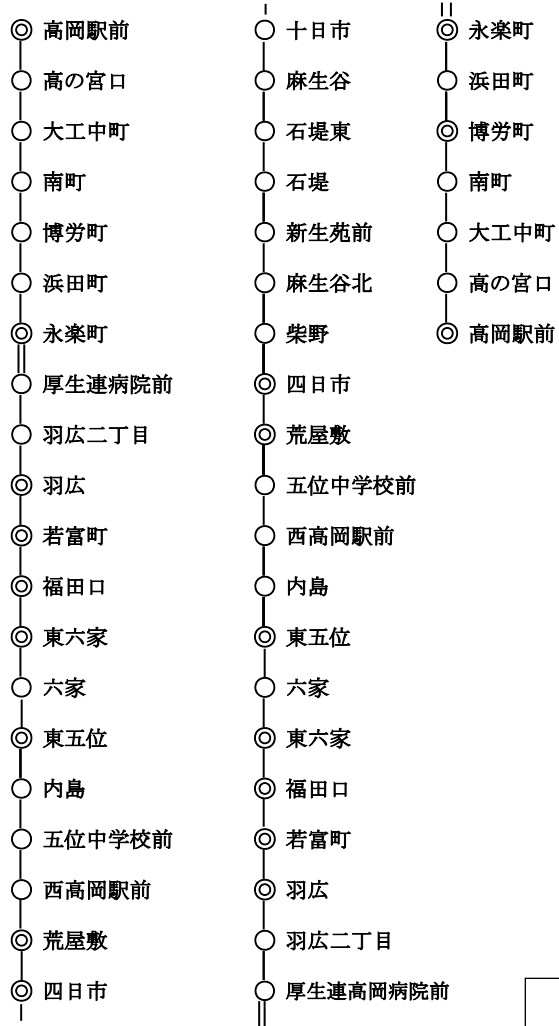 高岡駅前
高の宮口
大工中町
南町
博労町
浜田町
永楽町
厚生連病院前
羽広二丁目
羽広
若富町
福田口
東六家
六家
東五位
内島
五位中学校前
西高岡駅前
荒屋敷
四日市
十日市
麻生谷
石堤東
石堤
新生苑前
麻生谷北
柴野
四日市
荒屋敷
五位中学校前
西高岡駅前
内島
東五位
六家
東六家
福田口
若富町
羽広
羽広二丁目
厚生連高岡病院前
永楽町
浜田町
博労町
南町
大工中町
高の宮口
高岡駅前